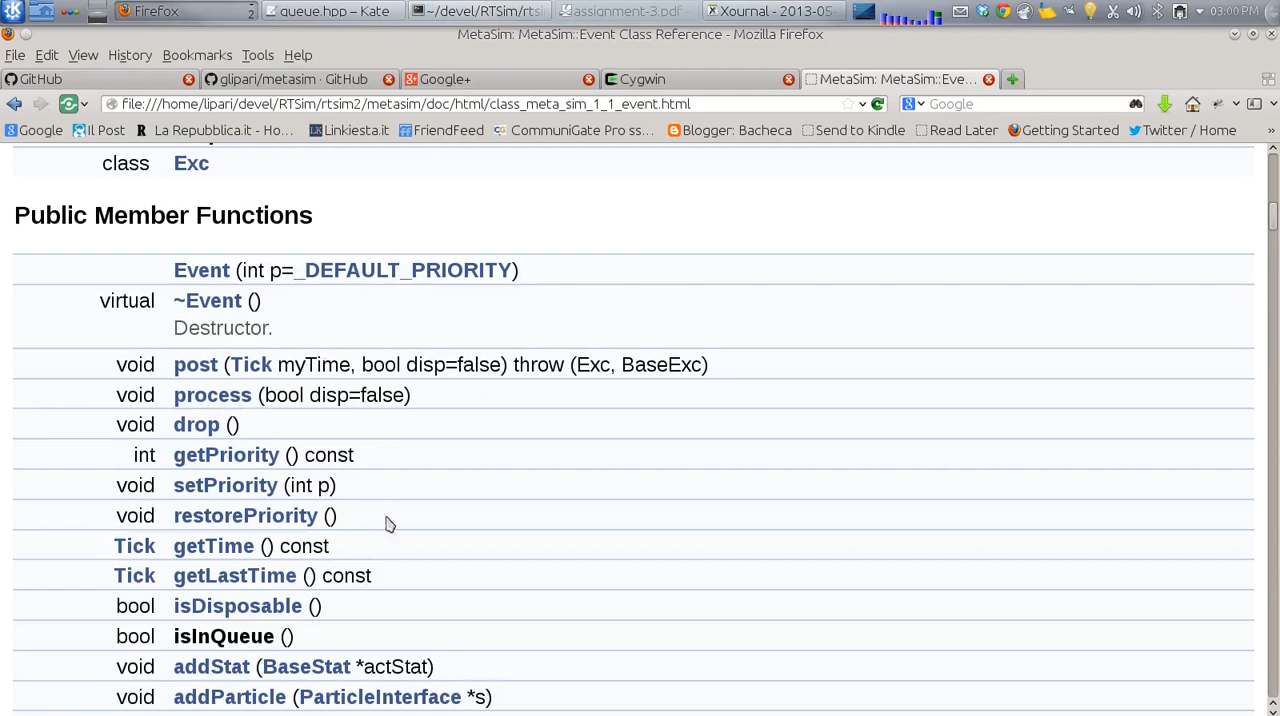 Firefox 2 queue.hpp – Kate ~/devel/RTSim/rtsi assignment-3.pdf – Xournal - 2013-05- 03:00 PM
MetaSim: MetaSim::Event Class Reference - Mozilla Firefox
File Edit View History Bookmarks Tools Help
GitHub glipari/metasim · GitHub Google+ Cygwin MetaSim: MetaSim::Eve...
file:///home/lipari/devel/RTSim/rtsim2/metasim/doc/html/class_meta_sim_1_1_event.html Google
Google Il Post La Repubblica.it - Ho... Linkiesta.it FriendFeed CommuniGate Pro ss... Blogger: Bacheca Send to Kindle Read Later Getting Started Twitter / Home »
class Exc
Public Member Functions
Event (int p=_DEFAULT_PRIORITY)
virtual ~Event ()
Destructor.
void post (Tick myTime, bool disp=false) throw (Exc, BaseExc)
void process (bool disp=false)
void drop ()
int getPriority () const
void setPriority (int p)
void restorePriority ()
Tick getTime () const
Tick getLastTime () const
bool isDisposable ()
bool isInQueue ()
void addStat (BaseStat *actStat)
void addParticle (ParticleInterface *s)